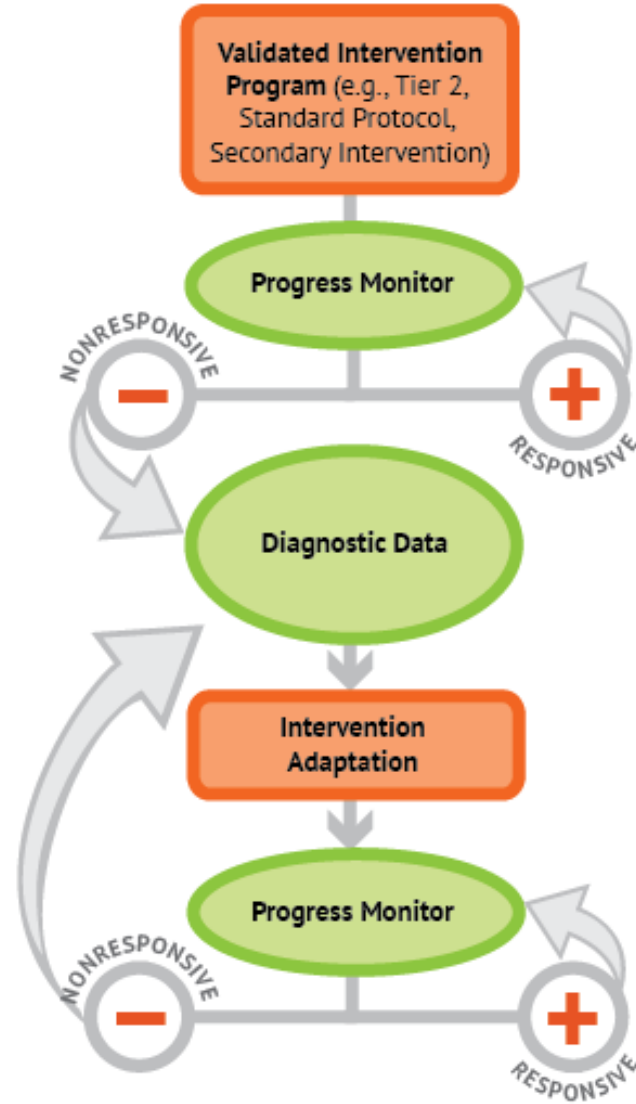 Validated Intervention
Program (e.g., Tier 2,
Standard Protocol,
Secondary Intervention)
Progress Monitor
NONRESPONSIVE
RESPONSIVE
Diagnostic Data
Intervention
Adaptation
Progress Monitor
NONRESPONSIVE
RESPONSIVE